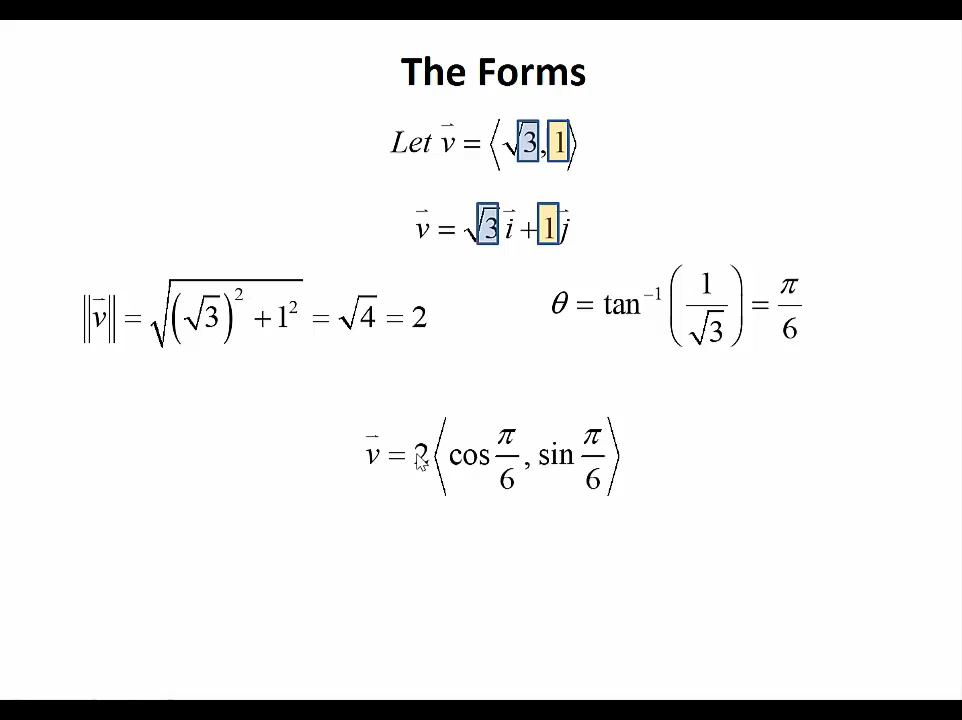 The Forms
Let v⃗ = ⟨√3, 1⟩
v⃗ = √3 i⃗ + 1 j⃗
‖v⃗‖ = √((√3)² + 1²) = √4 = 2
θ = tan⁻¹(1/√3) = π/6
v⃗ = 2⟨cos π/6, sin π/6⟩